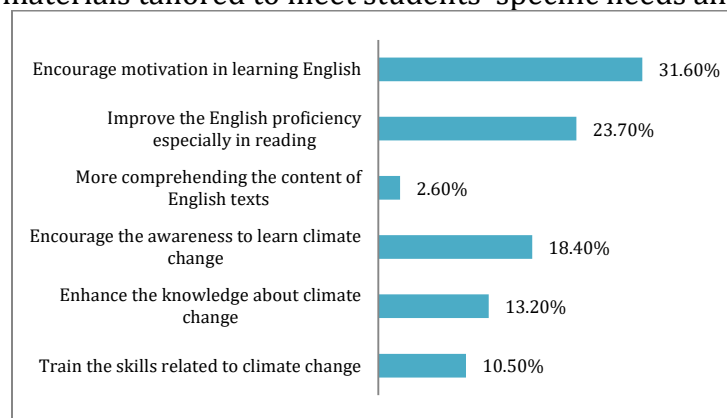 materials tailored to meet students' specific needs an
Encourage motivation in learning English
31.60%
Improve the English proficiency
especially in reading
23.70%
More comprehending the content of
English texts
2.60%
Encourage the awareness to learn climate
change
18.40%
Enhance the knowledge about climate
change
13.20%
Train the skills related to climate change
10.50%